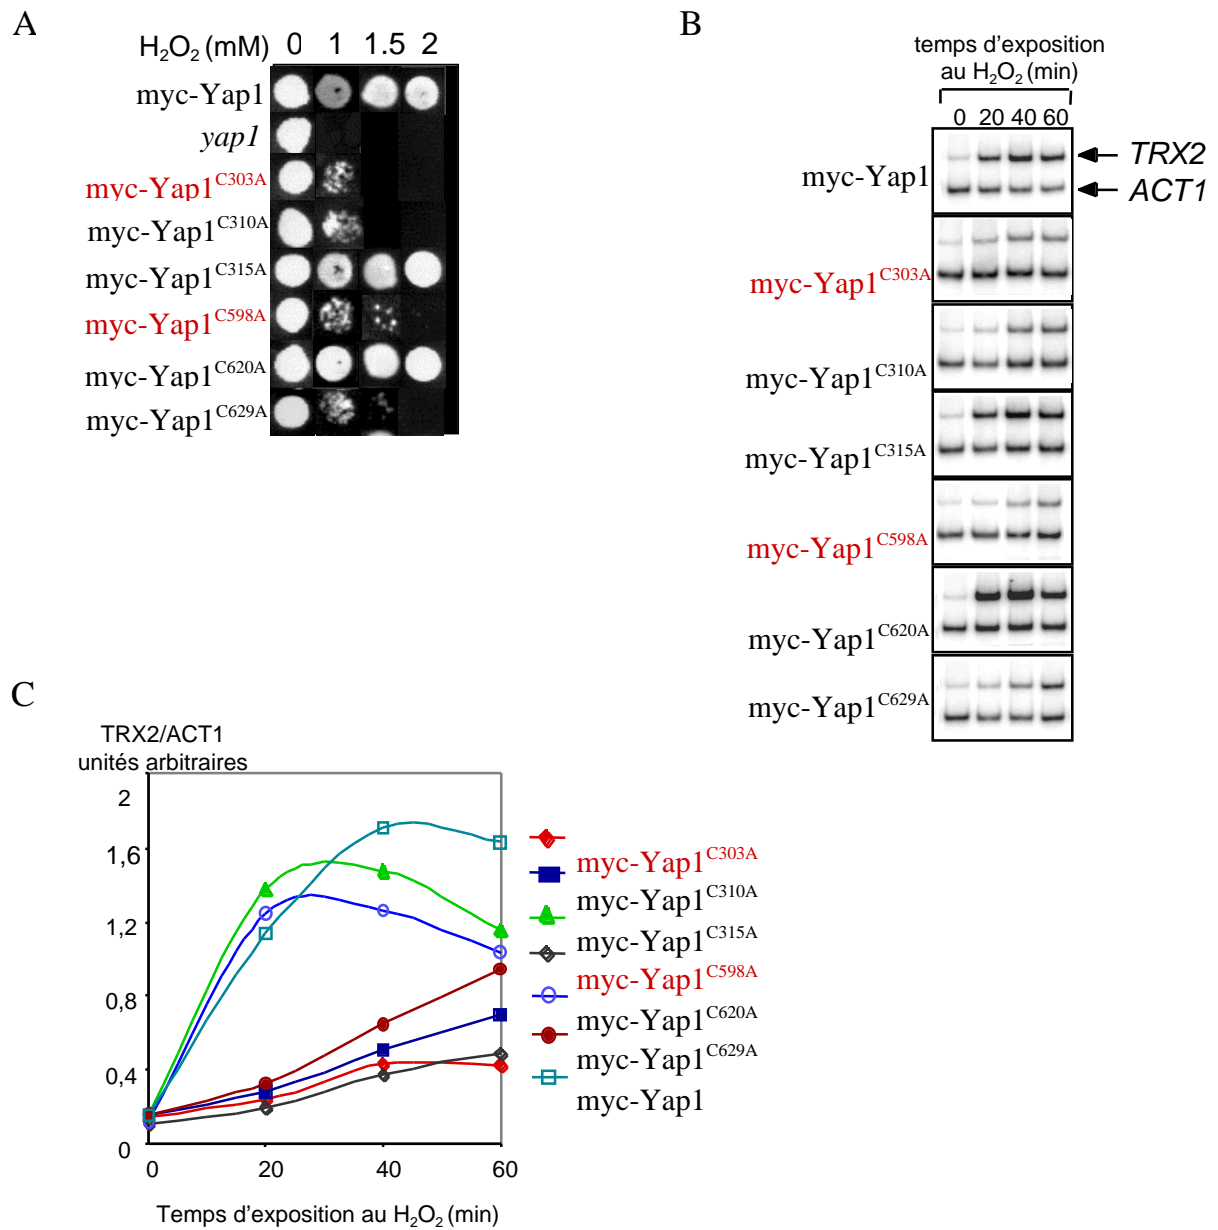 A
H₂O₂ (mM) 0 1 1.5 2
myc-Yap1
yap1
myc-Yap1C303A
myc-Yap1C310A
myc-Yap1C315A
myc-Yap1C598A
myc-Yap1C620A
myc-Yap1C629A
B
temps d'exposition
au H₂O₂ (min)
0 20 40 60
myc-Yap1
TRX2
ACT1
myc-Yap1C303A
myc-Yap1C310A
myc-Yap1C315A
myc-Yap1C598A
myc-Yap1C620A
myc-Yap1C629A
C
TRX2/ACT1
unités arbitraires
2
1,6
1,2
0,8
0,4
0
0 20 40 60
Temps d'exposition au H₂O₂ (min)
myc-Yap1C303A
myc-Yap1C310A
myc-Yap1C315A
myc-Yap1C598A
myc-Yap1C620A
myc-Yap1C629A
myc-Yap1